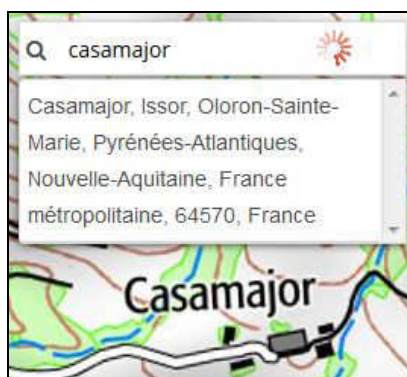 casamajor
Casamajor, Issor, Oloron-Sainte-
Marie, Pyrénées-Atlantiques,
Nouvelle-Aquitaine, France
métropolitaine, 64570, France
Casamajor